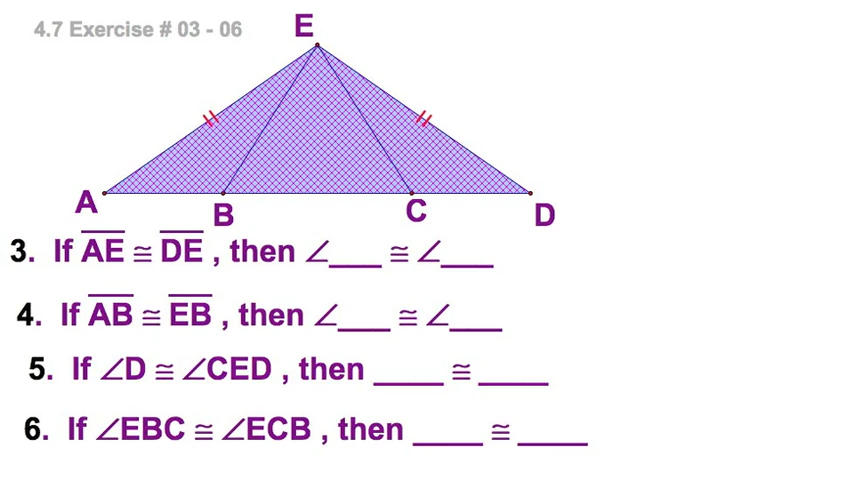 4.7 Exercise # 03 - 06
E
A
B
C
D
3. If AE ≅ DE , then ∠___ ≅ ∠___
4. If AB ≅ EB , then ∠___ ≅ ∠___
5. If ∠D ≅ ∠CED , then ____ ≅ ____
6. If ∠EBC ≅ ∠ECB , then ____ ≅ ____